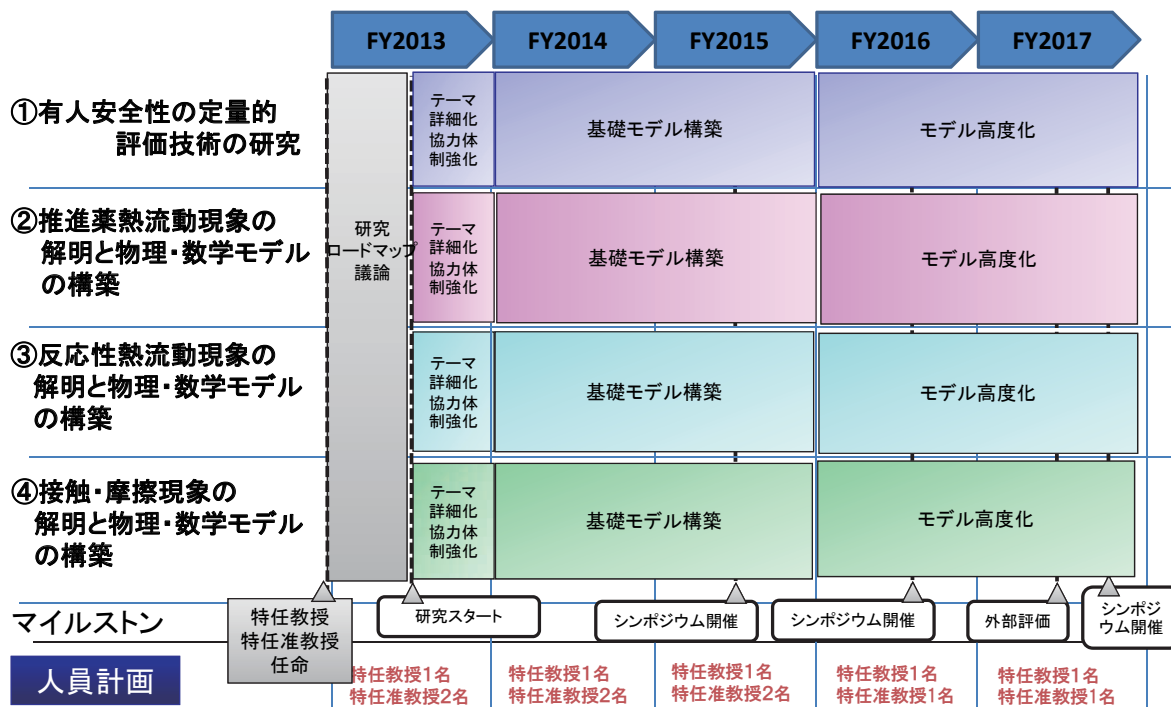 FY2013
FY2014
FY2015
FY2016
FY2017
①有人安全性の定量的
評価技術の研究
②推進薬熱流動現象の
解明と物理・数学モデル
の構築
③反応性熱流動現象の
解明と物理・数学モデル
の構築
④接触・摩擦現象の
解明と物理・数学モデル
の構築
研究
ロードマップ
議論
テーマ
詳細化
協力体
制強化
基礎モデル構築
モデル高度化
テーマ
詳細化
協力体
制強化
基礎モデル構築
モデル高度化
テーマ
詳細化
協力体
制強化
基礎モデル構築
モデル高度化
テーマ
詳細化
協力体
制強化
基礎モデル構築
モデル高度化
マイルストン
特任教授
特任准教授
任命
研究スタート
シンポジウム開催
シンポジウム開催
外部評価
シンポジ
ウム開催
人員計画
特任教授1名
特任准教授2名
特任教授1名
特任准教授2名
特任教授1名
特任准教授2名
特任教授1名
特任准教授1名
特任教授1名
特任准教授1名